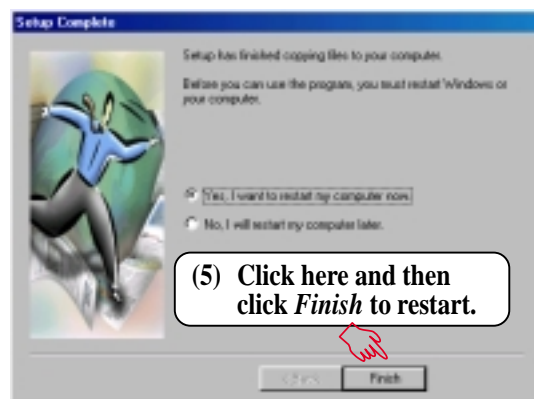 Setup Complete
Setup has finished copying files to your computer.
Before you can use the program, you must restart Windows or
your computer.
Yes, I want to restart my computer now.
No, I will restart my computer later.
(5) Click here and then
click Finish to restart.
< Back
Finish